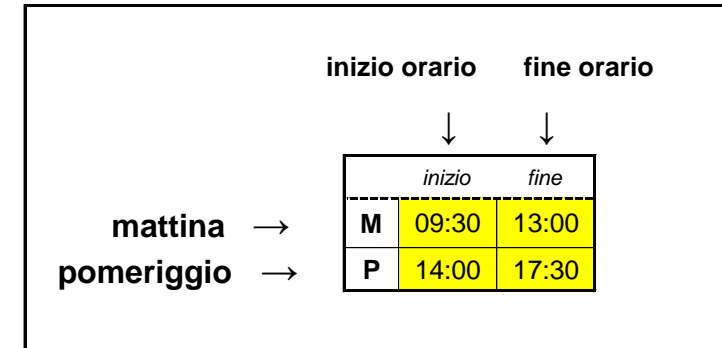 inizio orario fine orario
↓ ↓
inizio fine
mattina → M 09:30 13:00
pomeriggio → P 14:00 17:30